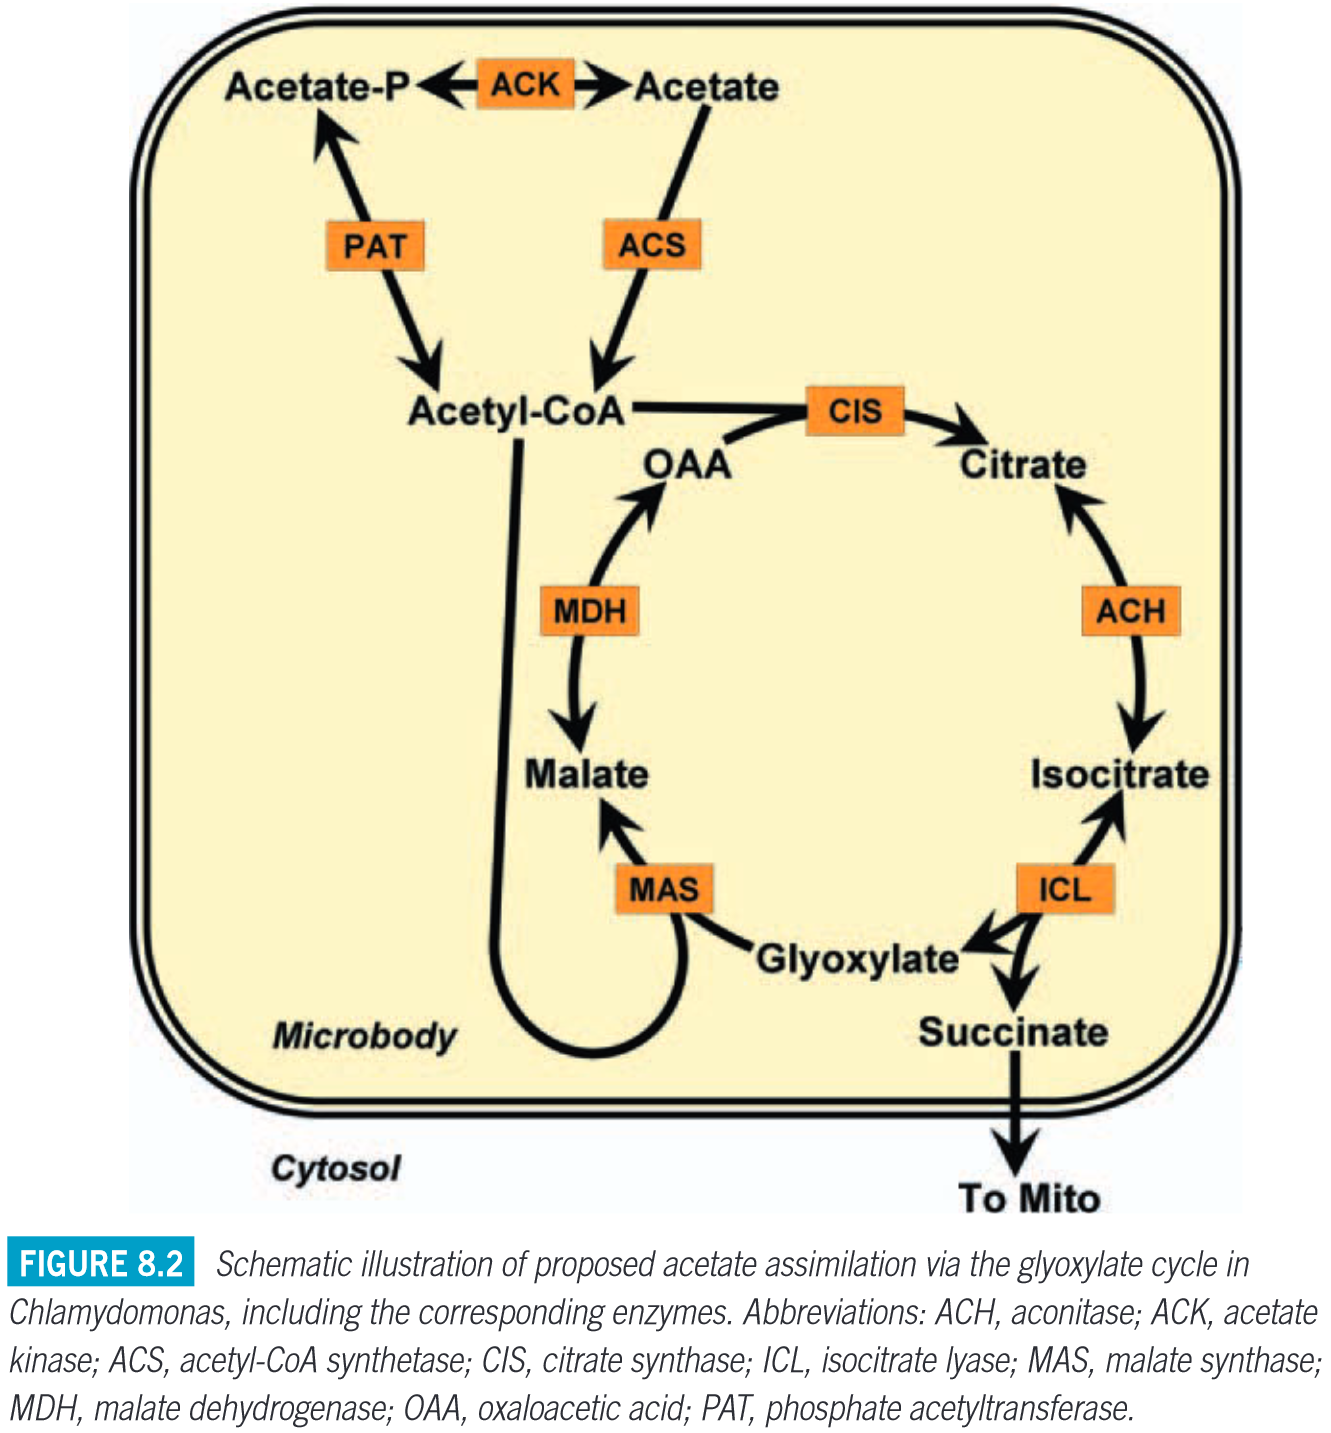 Acetate-P ACK Acetate
PAT ACS
Acetyl-CoA CIS
OAA Citrate
MDH ACH
Malate Isocitrate
MAS ICL
Glyoxylate
Succinate
Microbody
Cytosol
To Mito
FIGURE 8.2 Schematic illustration of proposed acetate assimilation via the glyoxylate cycle in
Chlamydomonas, including the corresponding enzymes. Abbreviations: ACH, aconitase; ACK, acetate
kinase; ACS, acetyl-CoA synthetase; CIS, citrate synthase; ICL, isocitrate lyase; MAS, malate synthase;
MDH, malate dehydrogenase; OAA, oxaloacetic acid; PAT, phosphate acetyltransferase.